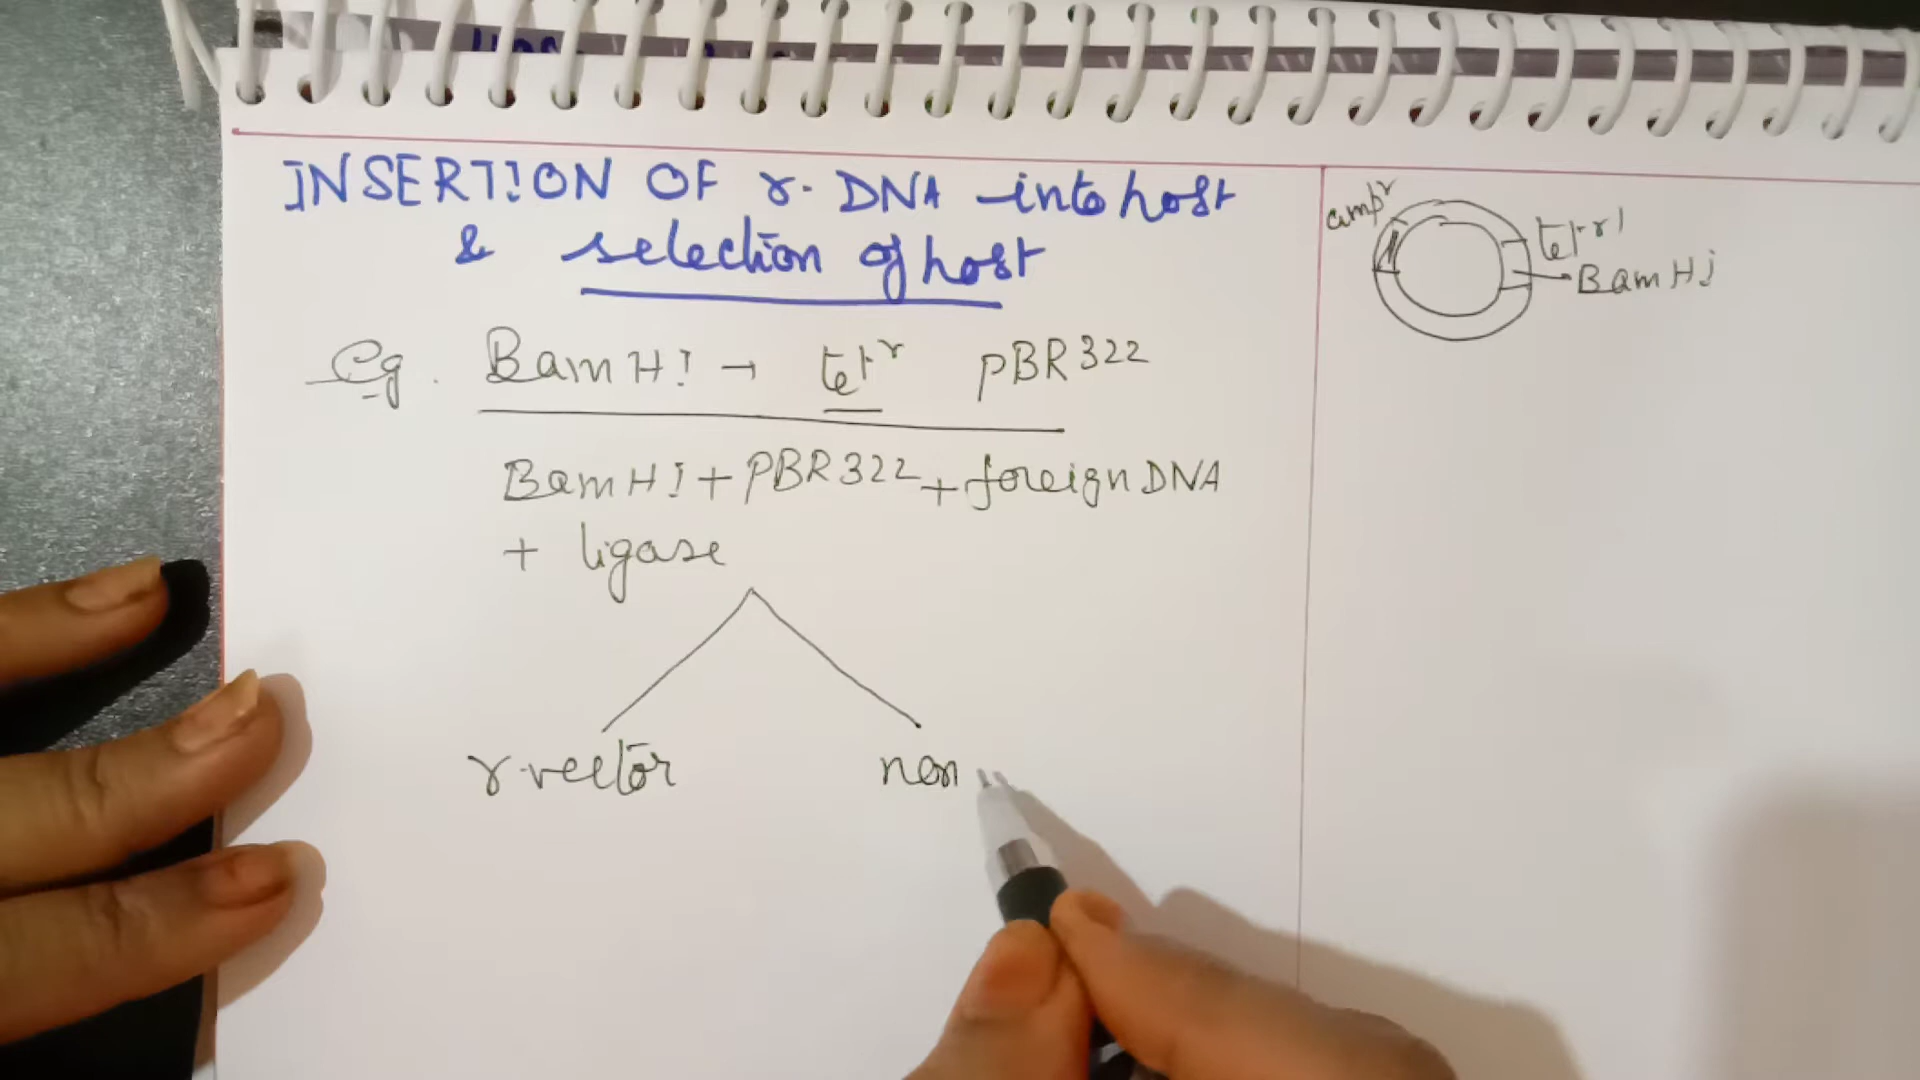 INSERTION OF r. DNA into host
& selection of host
Eg. BamHI → tetʳ pBR322
BamHI + PBR322 + foreign DNA
+ ligase
r.vector non
ampʳ
tetʳ
BamHI